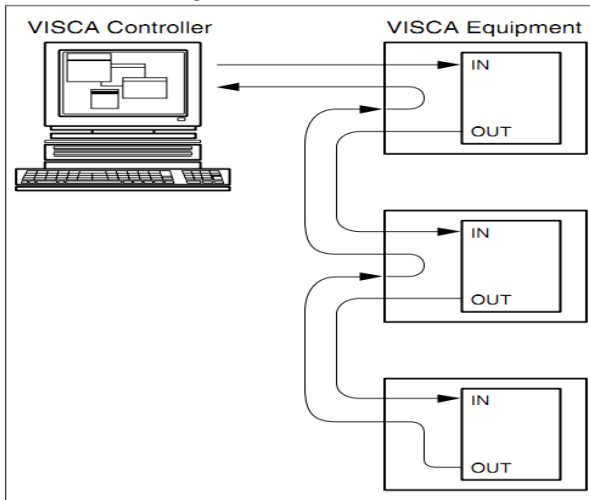 VISCA Controller
VISCA Equipment
IN
OUT
IN
OUT
IN
OUT